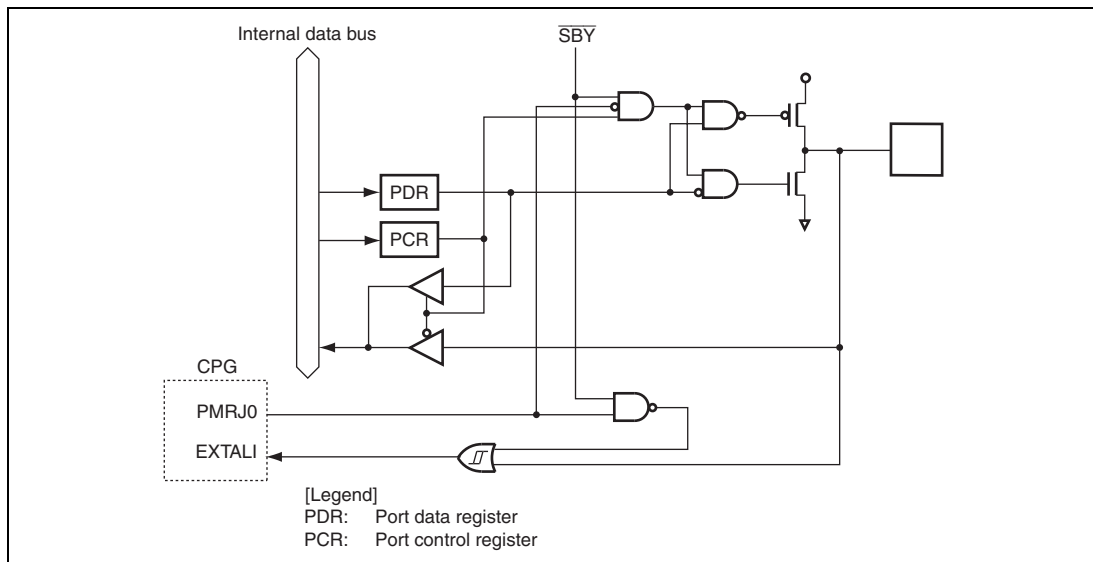 Internal data bus
SBY
PDR
PCR
CPG
PMRJ0
EXTALI
[Legend]
PDR: Port data register
PCR: Port control register